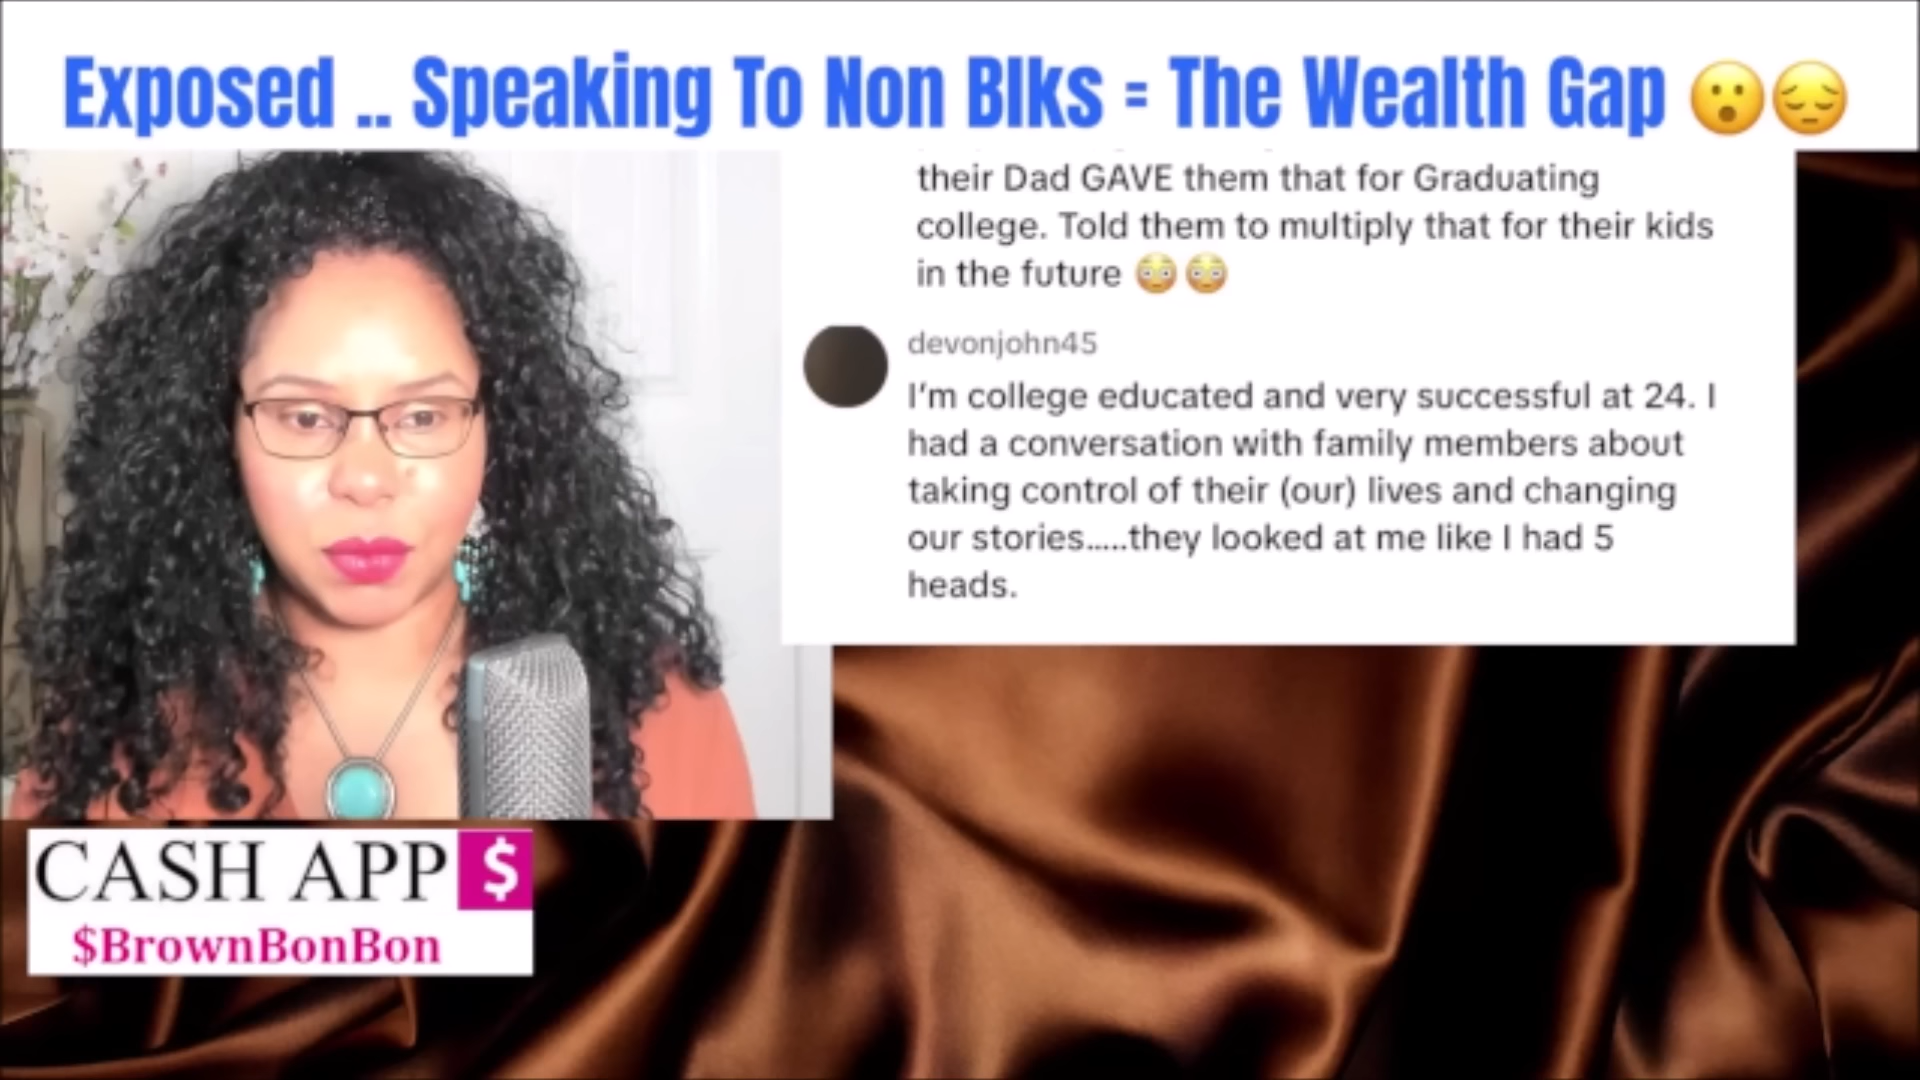 Exposed .. Speaking To Non Blks = The Wealth Gap 😮😔
their Dad GAVE them that for Graduating
college. Told them to multiply that for their kids
in the future 😳😳
devonjohn45
I'm college educated and very successful at 24. I
had a conversation with family members about
taking control of their (our) lives and changing
our stories.....they looked at me like I had 5
heads.
CASH APP $
$BrownBonBon